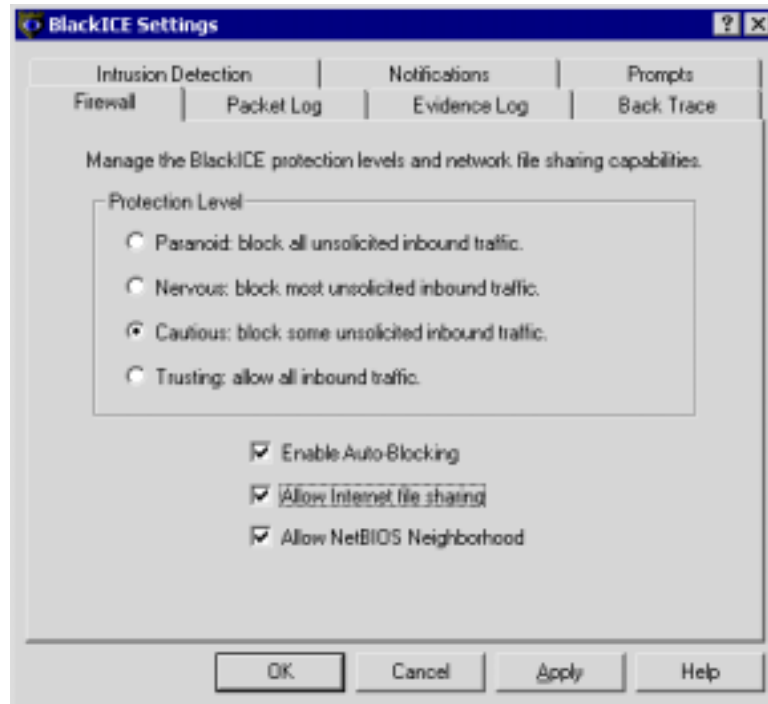 BlackICE Settings
Intrusion Detection Notifications Prompts
Firewall Packet Log Evidence Log Back Trace
Manage the BlackICE protection levels and network file sharing capabilities.
Protection Level
Paranoid: block all unsolicited inbound traffic.
Nervous: block most unsolicited inbound traffic.
Cautious: block some unsolicited inbound traffic.
Trusting: allow all inbound traffic.
Enable Auto-Blocking
Allow Internet file sharing
Allow NetBIOS Neighborhood
OK Cancel Apply Help